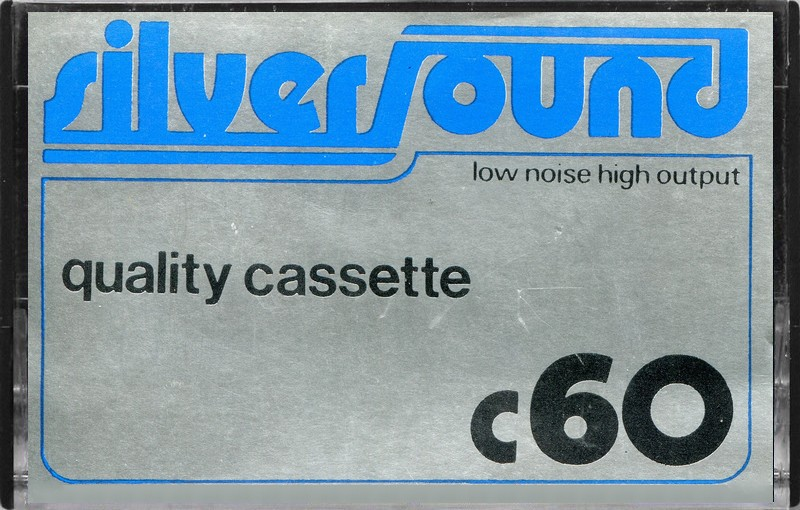 silversound
low noise high output
quality cassette
c60